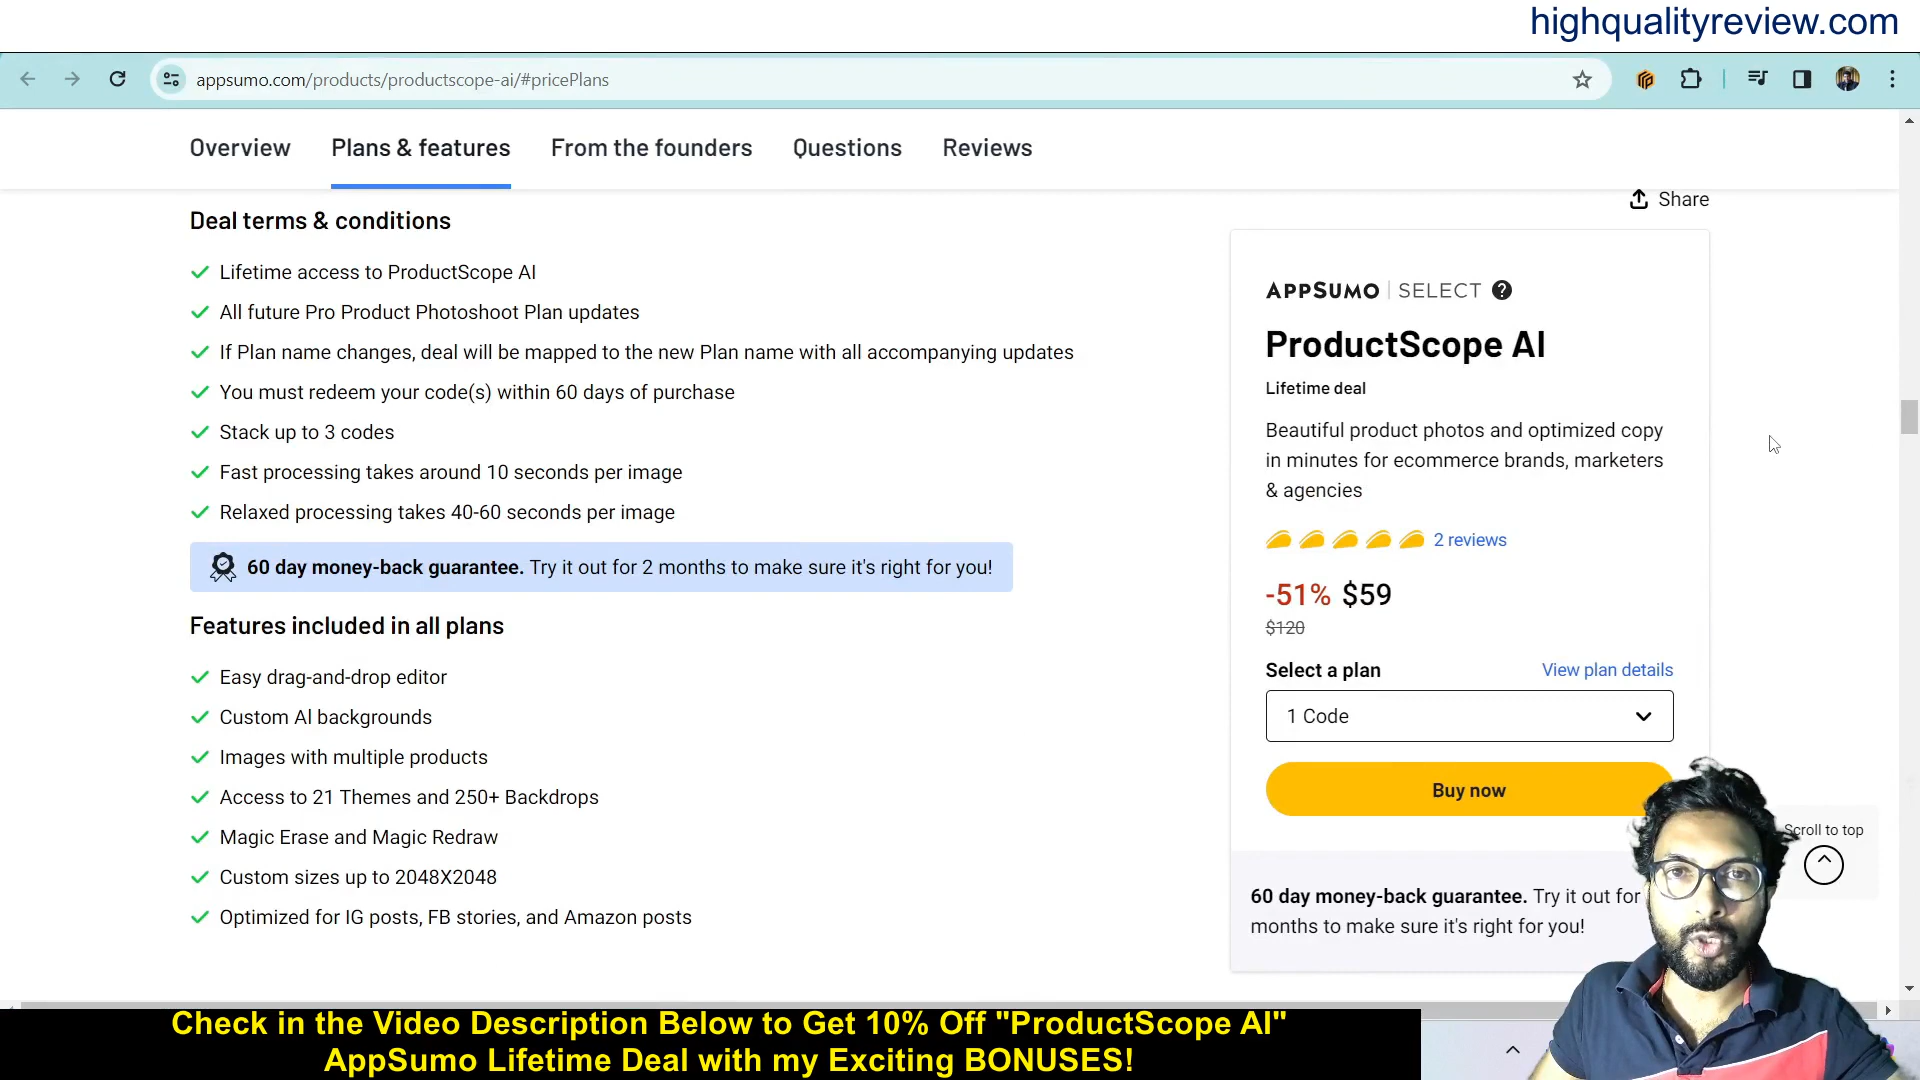 highqualityreview.com
appsumo.com/products/productscope-ai/#pricePlans
Overview Plans & features From the founders Questions Reviews
Share
Deal terms & conditions
Lifetime access to ProductScope AI
All future Pro Product Photoshoot Plan updates
If Plan name changes, deal will be mapped to the new Plan name with all accompanying updates
You must redeem your code(s) within 60 days of purchase
Stack up to 3 codes
Fast processing takes around 10 seconds per image
Relaxed processing takes 40-60 seconds per image
60 day money-back guarantee. Try it out for 2 months to make sure it's right for you!
Features included in all plans
Easy drag-and-drop editor
Custom AI backgrounds
Images with multiple products
Access to 21 Themes and 250+ Backdrops
Magic Erase and Magic Redraw
Custom sizes up to 2048X2048
Optimized for IG posts, FB stories, and Amazon posts
APPSUMO | SELECT ?
ProductScope AI
Lifetime deal
Beautiful product photos and optimized copy
in minutes for ecommerce brands, marketers
& agencies
2 reviews
-51% $59
$120
Select a plan View plan details
1 Code
Buy now
Scroll to top
60 day money-back guarantee. Try it out for
months to make sure it's right for you!
Check in the Video Description Below to Get 10% Off "ProductScope AI"
AppSumo Lifetime Deal with my Exciting BONUSES!